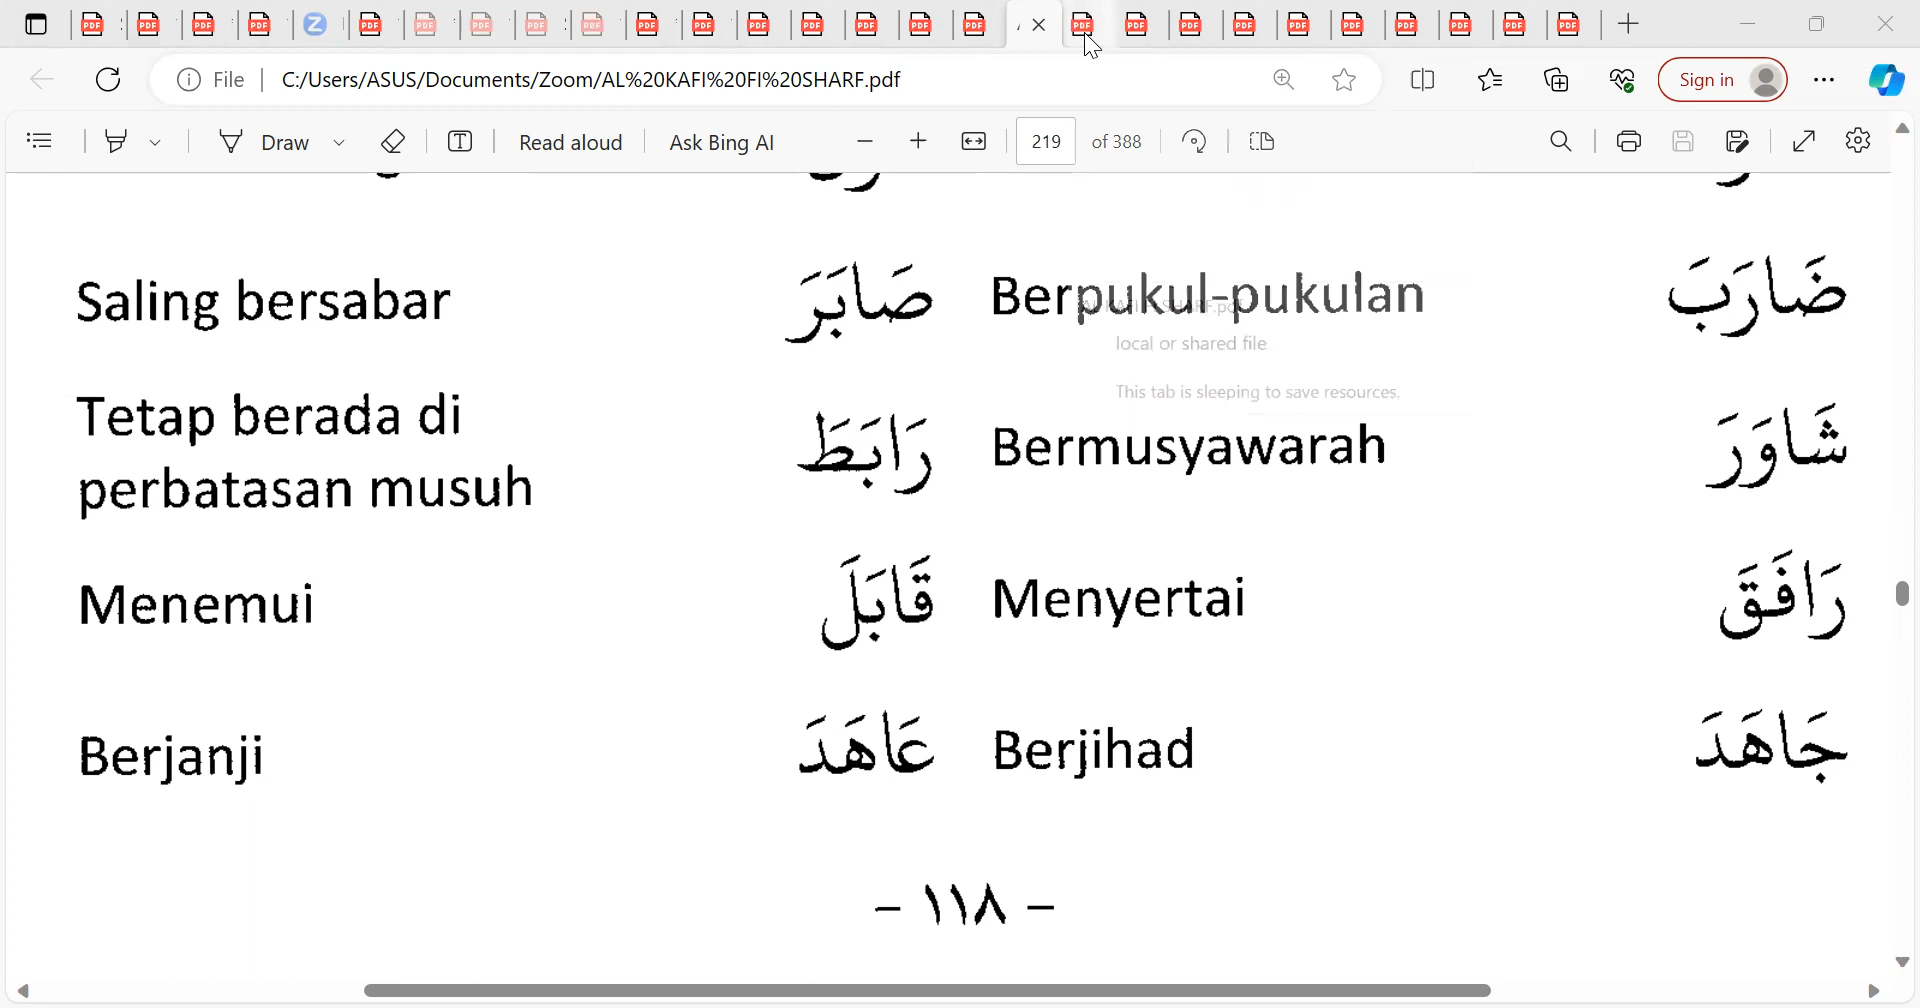 File C:/Users/ASUS/Documents/Zoom/AL%20KAFI%20FI%20SHARF.pdf Sign in
Draw Read aloud Ask Bing AI 219 of 388
Saling bersabar صَابَرَ Berpukul-pukulan ضَارَبَ
local or shared file
This tab is sleeping to save resources.
Tetap berada di
perbatasan musuh رَابَطَ Bermusyawarah شَاوَرَ
Menemui قَابَلَ Menyertai رَافَقَ
Berjanji عَاهَدَ Berjihad جَاهَدَ
- ١١٨ -